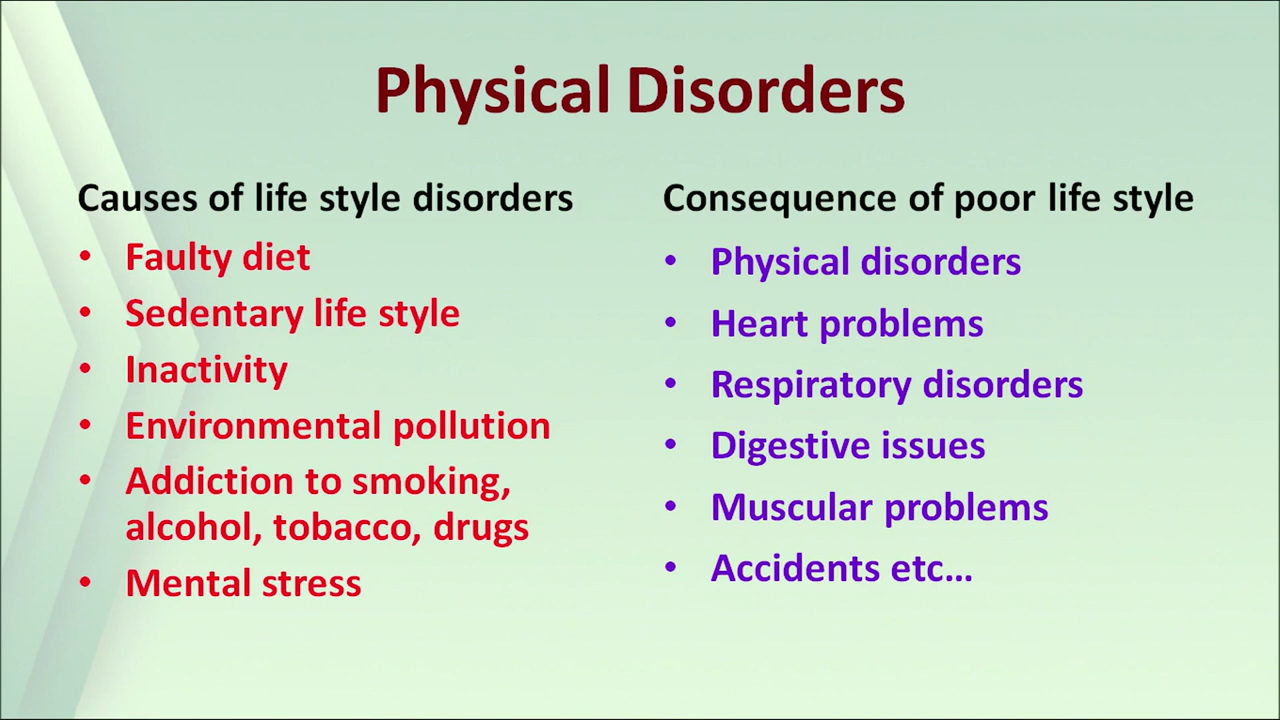 Physical Disorders
Causes of life style disorders
• Faulty diet
• Sedentary life style
• Inactivity
• Environmental pollution
• Addiction to smoking,
alcohol, tobacco, drugs
• Mental stress
Consequence of poor life style
• Physical disorders
• Heart problems
• Respiratory disorders
• Digestive issues
• Muscular problems
• Accidents etc...